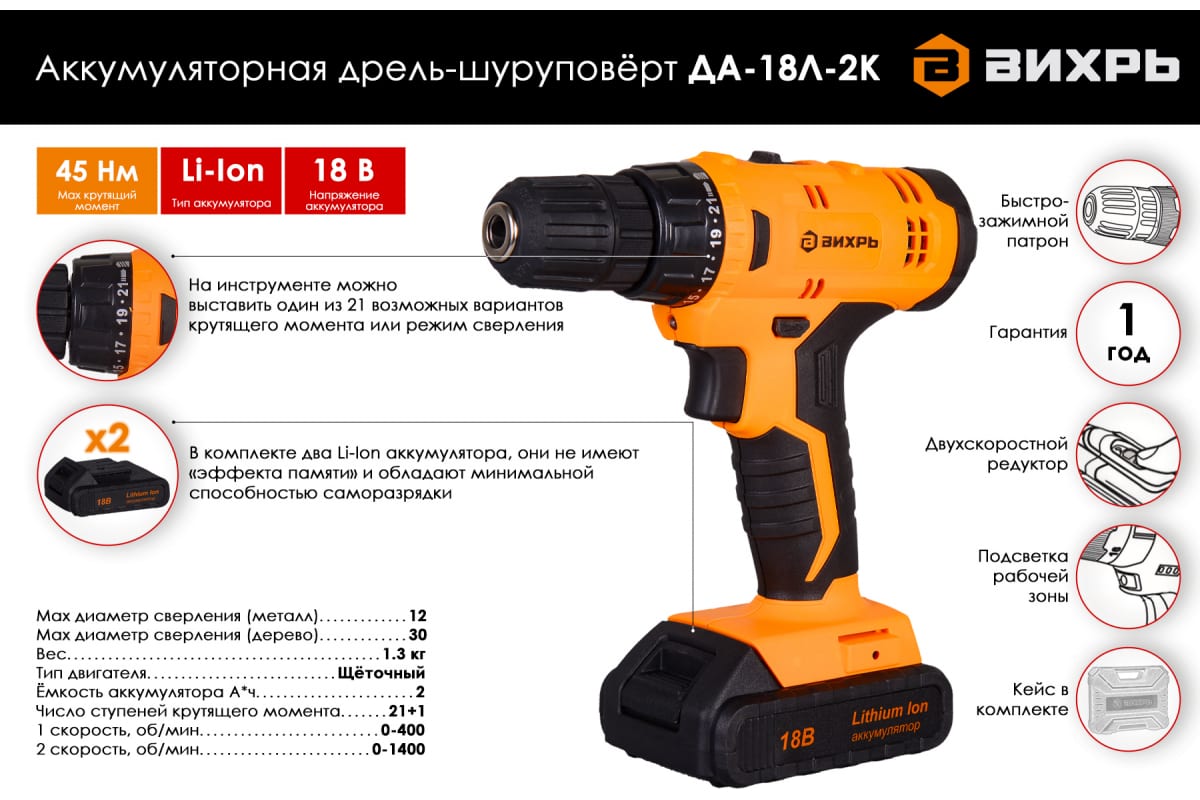 Аккумуляторная дрель-шуруповёрт ДА-18Л-2К
ВИХРЬ
45 Нм
Max крутящий
момент
Li-Ion
Тип аккумулятора
18 В
Напряжение
аккумулятора
21
19
17
15
ВИХРЬ
Быстро-
зажимной
патрон
21
19
17
15
На инструменте можно
выставить один из 21 возможных вариантов
крутящего момента или режим сверления
Гарантия
1
год
x2
18В
Lithium Ion
аккумулятор
В комплекте два Li-Ion аккумулятора, они не имеют
«эффекта памяти» и обладают минимальной
способностью саморазрядки
Двухскоростной
редуктор
Подсветка
рабочей
зоны
Max диаметр сверления (металл).............12
Max диаметр сверления (дерево).............30
Вес...................................................1.3 кг
Тип двигателя................................Щёточный
Ёмкость аккумулятора А*ч.......................2
Число ступеней крутящего момента.......21+1
1 скорость, об/мин...........................0-400
2 скорость, об/мин..........................0-1400
Кейс в
комплекте
ВИХРЬ
18В
Lithium Ion
аккумулятор